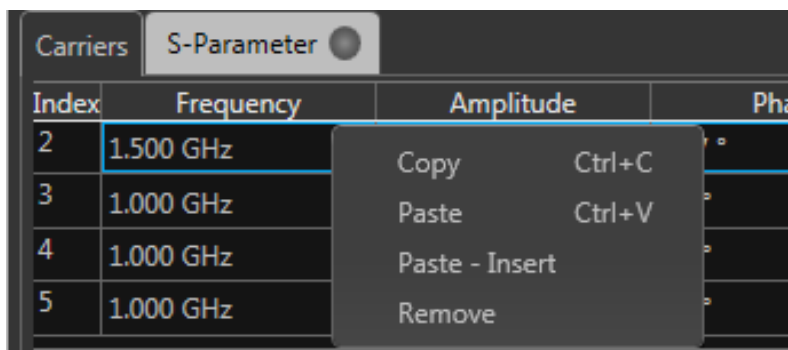 Carriers S-Parameter
Index Frequency Amplitude
2 1.500 GHz °
Copy Ctrl+C
3 1.000 GHz °
Paste Ctrl+V
4 1.000 GHz °
Paste - Insert
5 1.000 GHz °
Remove